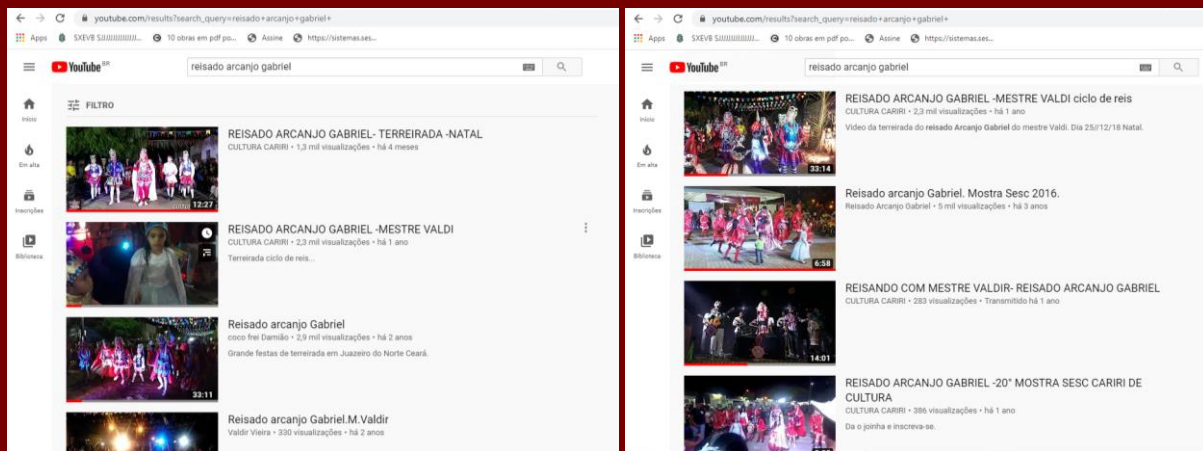 youtube.com/results?search_query=reisado+arcanjo+gabriel+
Apps SXEVB SJJJJJJJJJJJJJ... 10 obras em pdf po... Assine https://sistemas.ses...
YouTube BR
reisado arcanjo gabriel
FILTRO
Início
Em alta
Inscrições
Biblioteca
REISADO ARCANJO GABRIEL- TERREIRADA -NATAL
CULTURA CARIRI • 1,3 mil visualizações • há 4 meses
12:27
REISADO ARCANJO GABRIEL -MESTRE VALDI
CULTURA CARIRI • 2,3 mil visualizações • há 1 ano
Terreirada ciclo de reis...
Reisado arcanjo Gabriel
coco frei Damião • 2,9 mil visualizações • há 2 anos
Grande festas de terreirada em Juazeiro do Norte Ceará.
33:11
Reisado arcanjo Gabriel.M.Valdir
Valdir Vieira • 330 visualizações • há 2 anos
youtube.com/results?search_query=reisado+arcanjo+gabriel+
Apps SXEVB SJJJJJJJJJJJJJ... 10 obras em pdf po... Assine https://sistemas.ses...
YouTube BR
reisado arcanjo gabriel
Início
Em alta
Inscrições
Biblioteca
REISADO ARCANJO GABRIEL -MESTRE VALDI ciclo de reis
CULTURA CARIRI • 2,3 mil visualizações • há 1 ano
Video da terreirada do reisado Arcanjo Gabriel do mestre Valdi. Dia 25//12/18 Natal.
33:14
Reisado arcanjo Gabriel. Mostra Sesc 2016.
Reisado Arcanjo Gabriel • 5 mil visualizações • há 3 anos
6:58
REISANDO COM MESTRE VALDIR- REISADO ARCANJO GABRIEL
CULTURA CARIRI • 283 visualizações • Transmitido há 1 ano
14:01
REISADO ARCANJO GABRIEL -20° MOSTRA SESC CARIRI DE
CULTURA
CULTURA CARIRI • 386 visualizações • há 1 ano
Da o joinha e inscreva-se.